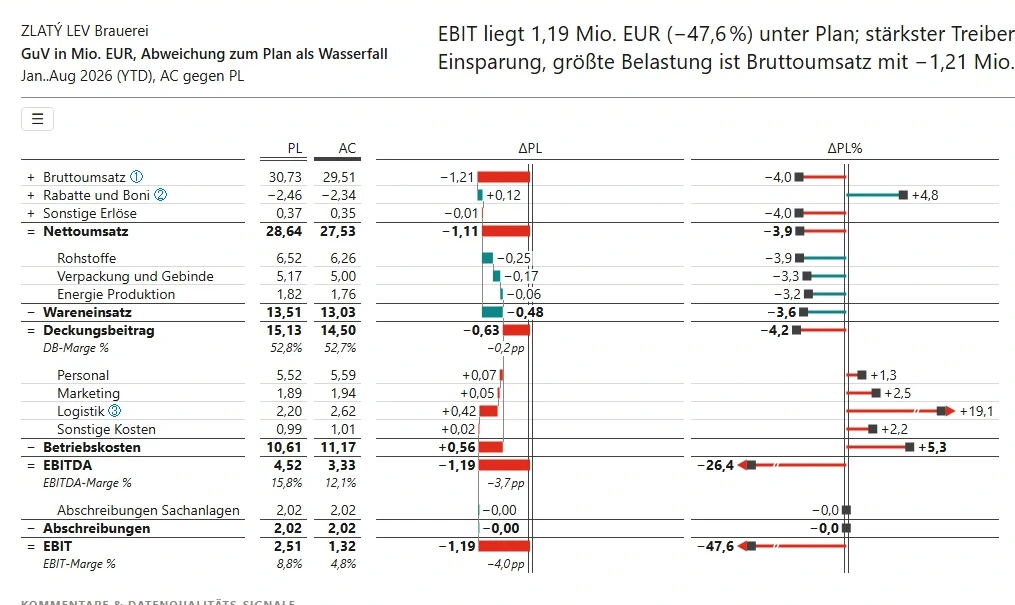 ZLATÝ LEV Brauerei
GuV in Mio. EUR, Abweichung zum Plan als Wasserfall
Jan..Aug 2026 (YTD), AC gegen PL
EBIT liegt 1,19 Mio. EUR (−47,6 %) unter Plan; stärkster Treiber
Einsparung, größte Belastung ist Bruttoumsatz mit −1,21 Mio.
☰
PL AC ΔPL ΔPL%
+ Bruttoumsatz ① 30,73 29,51 −1,21 −4,0
+ Rabatte und Boni ② −2,46 −2,34 +0,12 +4,8
+ Sonstige Erlöse 0,37 0,35 −0,01 −4,0
= Nettoumsatz 28,64 27,53 −1,11 −3,9
Rohstoffe 6,52 6,26 −0,25 −3,9
Verpackung und Gebinde 5,17 5,00 −0,17 −3,3
Energie Produktion 1,82 1,76 −0,06 −3,2
− Wareneinsatz 13,51 13,03 −0,48 −3,6
= Deckungsbeitrag 15,13 14,50 −0,63 −4,2
DB-Marge % 52,8% 52,7% −0,2 pp
Personal 5,52 5,59 +0,07 +1,3
Marketing 1,89 1,94 +0,05 +2,5
Logistik ③ 2,20 2,62 +0,42 +19,1
Sonstige Kosten 0,99 1,01 +0,02 +2,2
− Betriebskosten 10,61 11,17 +0,56 +5,3
= EBITDA 4,52 3,33 −1,19 −26,4
EBITDA-Marge % 15,8% 12,1% −3,7 pp
Abschreibungen Sachanlagen 2,02 2,02 −0,00 −0,0
− Abschreibungen 2,02 2,02 −0,00 −0,0
= EBIT 2,51 1,32 −1,19 −47,6
EBIT-Marge % 8,8% 4,8% −4,0 pp
KOMMENTARE & DATENQUALITÄTS-SIGNALE